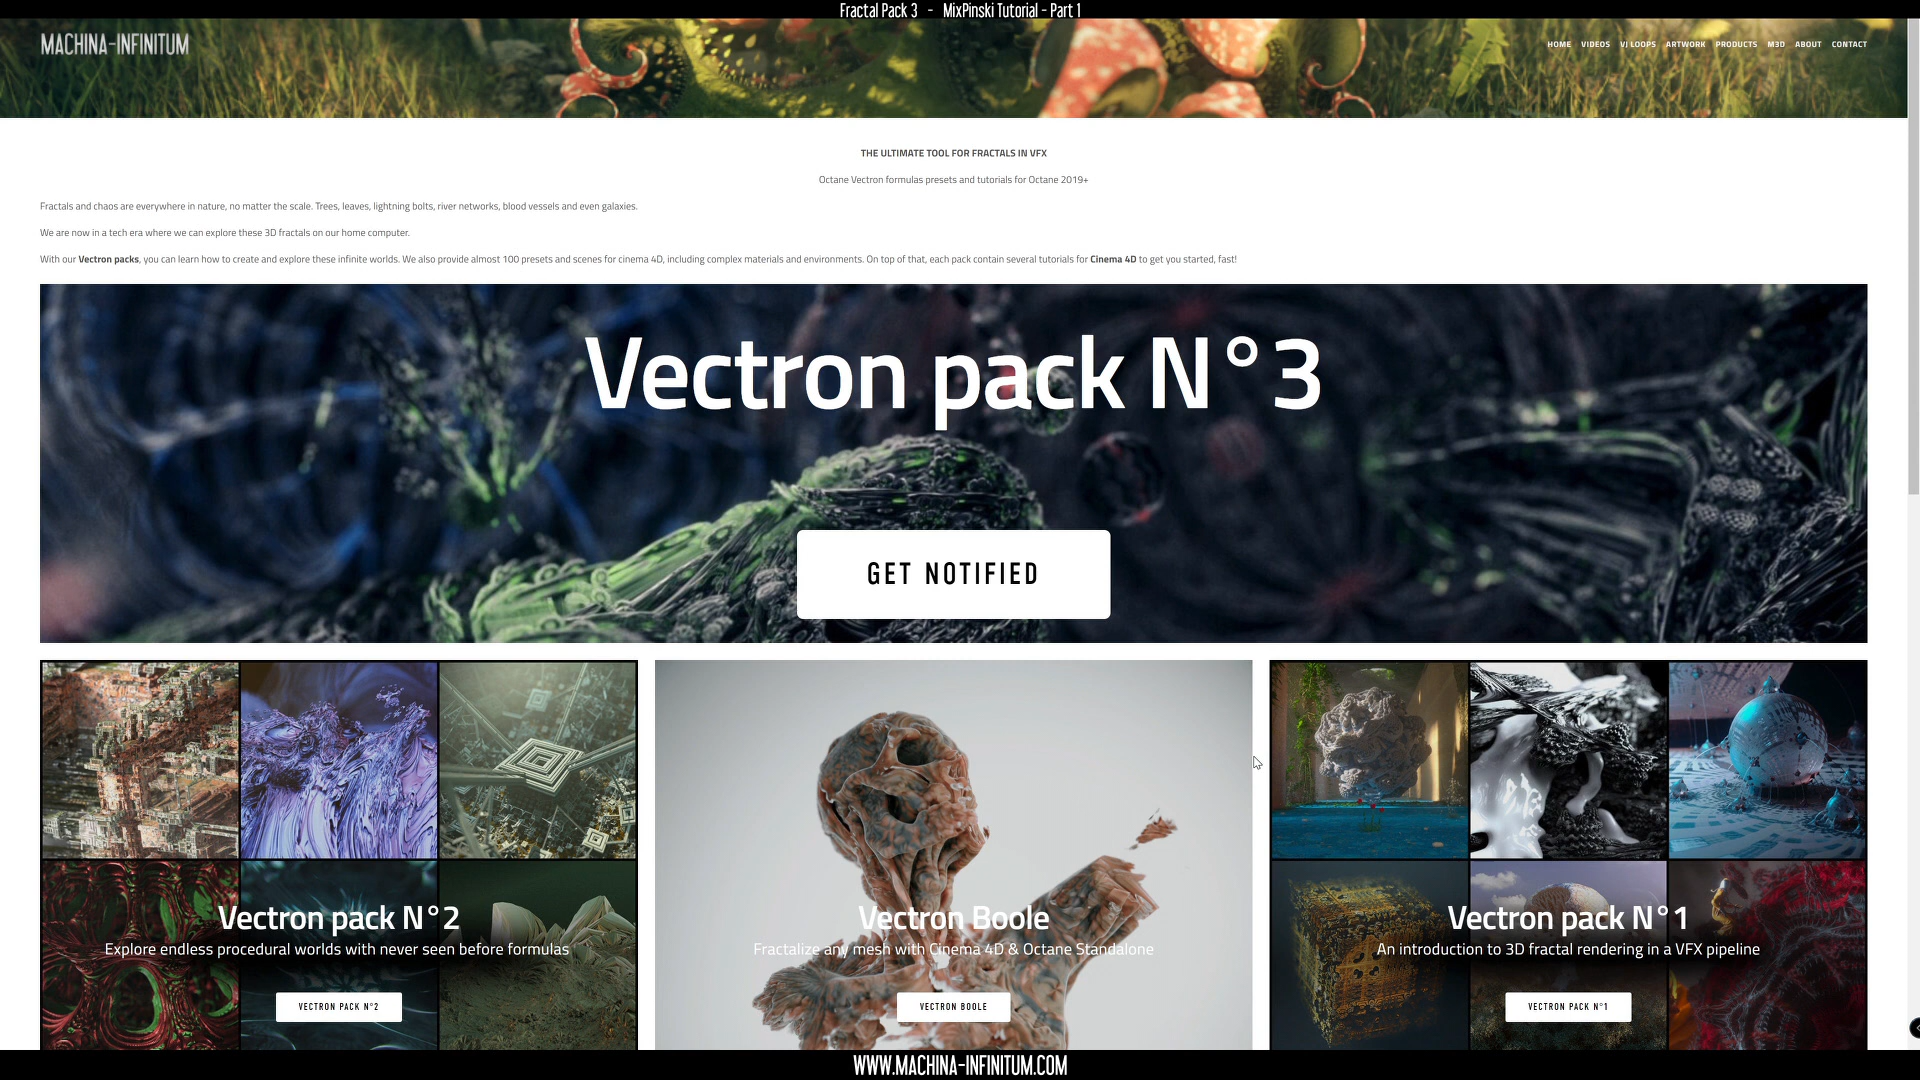 Fractal Pack 3 - MixPinski Tutorial - Part 1
MACHINA-INFINITUM
HOME VIDEOS VJ LOOPS ARTWORK PRODUCTS M3D ABOUT CONTACT
THE ULTIMATE TOOL FOR FRACTALS IN VFX
Octane Vectron formulas presets and tutorials for Octane 2019+
Fractals and chaos are everywhere in nature, no matter the scale. Trees, leaves, lightning bolts, river networks, blood vessels and even galaxies.
We are now in a tech era where we can explore these 3D fractals on our home computer.
With our Vectron packs, you can learn how to create and explore these infinite worlds. We also provide almost 100 presets and scenes for cinema 4D, including complex materials and environments. On top of that, each pack contain several tutorials for Cinema 4D to get you started, fast!
Vectron pack N°3
GET NOTIFIED
Vectron pack N°2
Explore endless procedural worlds with never seen before formulas
VECTRON PACK N°2
Vectron Boole
Fractalize any mesh with Cinema 4D & Octane Standalone
VECTRON BOOLE
Vectron pack N°1
An introduction to 3D fractal rendering in a VFX pipeline
VECTRON PACK N°1
WWW.MACHINA-INFINITUM.COM